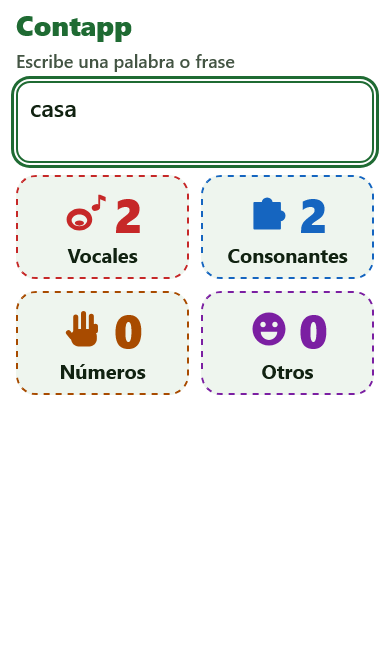 Contapp
Escribe una palabra o frase
casa
2
Vocales
2
Consonantes
0
Números
0
Otros